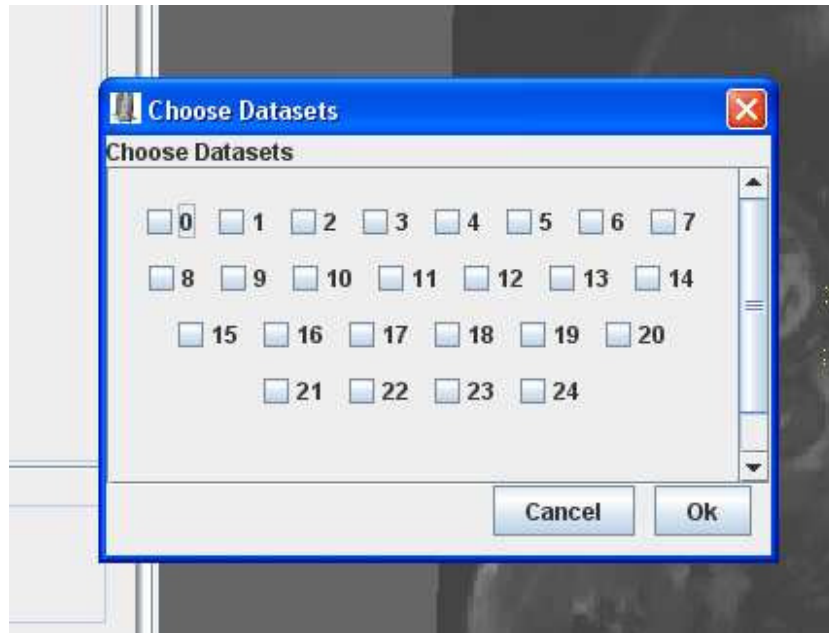 Choose Datasets
Choose Datasets
0 1 2 3 4 5 6 7
8 9 10 11 12 13 14
15 16 17 18 19 20
21 22 23 24
Cancel Ok